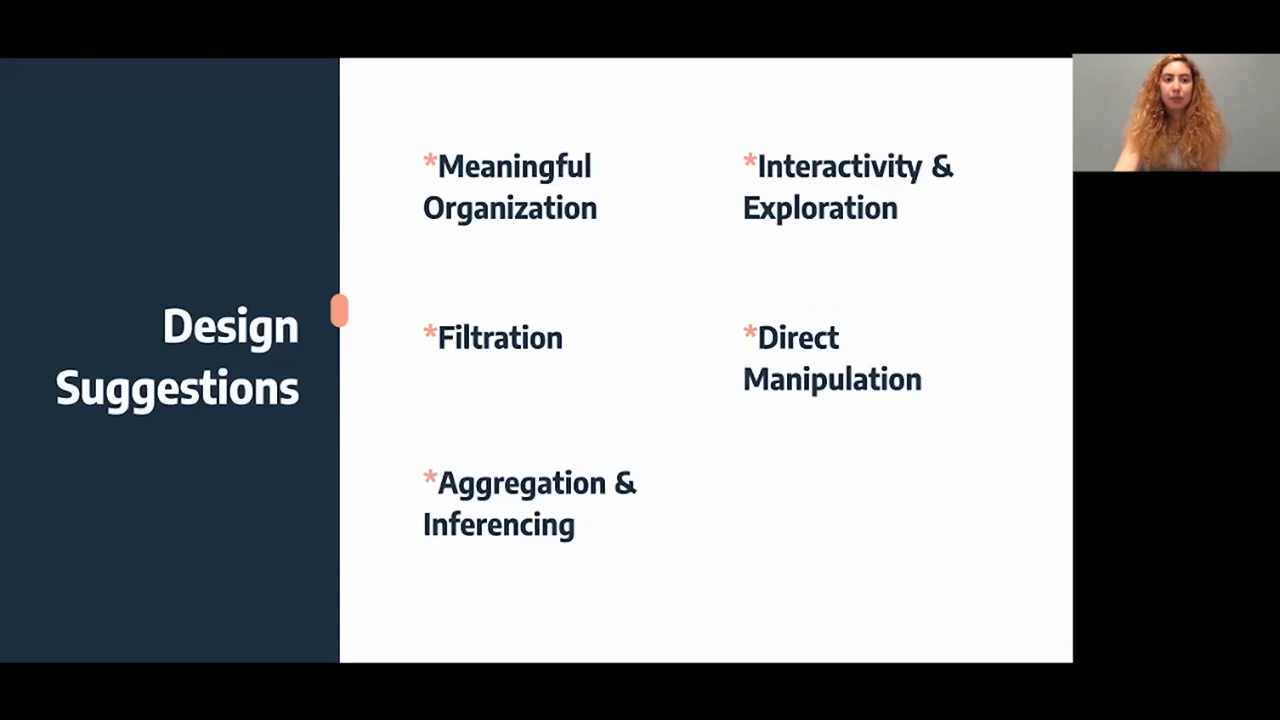 Design
Suggestions
*Meaningful
Organization
*Interactivity &
Exploration
*Filtration
*Direct
Manipulation
*Aggregation &
Inferencing